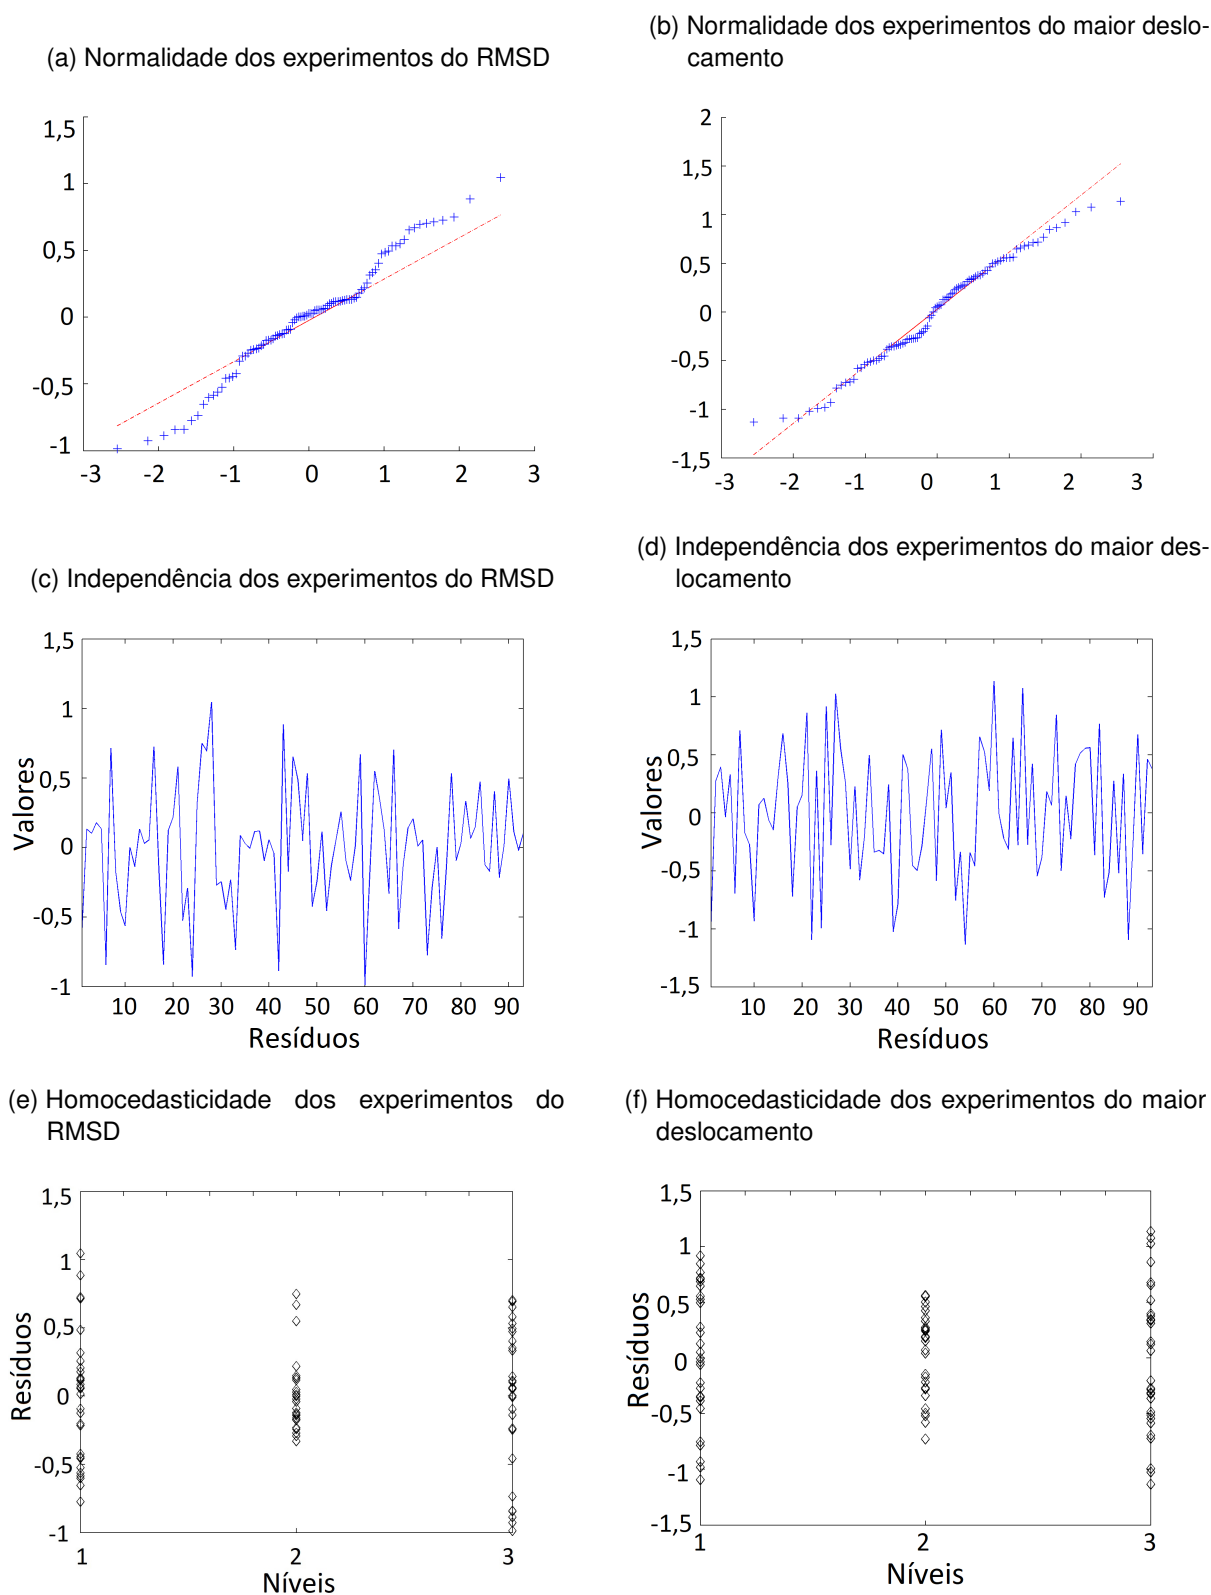 (a) Normalidade dos experimentos do RMSD
(b) Normalidade dos experimentos do maior deslo-
camento
1,5
1
0,5
0
-0,5
-1
-3 -2 -1 0 1 2 3
2
1,5
1
0,5
0
-0,5
-1
-1,5
-3 -2 -1 0 1 2 3
(c) Independência dos experimentos do RMSD
(d) Independência dos experimentos do maior des-
locamento
1,5
1
0,5
0
-0,5
-1
Valores
10 20 30 40 50 60 70 80 90
Resíduos
1,5
1
0,5
0
-0,5
-1
-1,5
Valores
10 20 30 40 50 60 70 80 90
Resíduos
(e) Homocedasticidade dos experimentos do
RMSD
(f) Homocedasticidade dos experimentos do maior
deslocamento
1,5
1
0,5
0
-0,5
-1
Resíduos
1 2 3
Níveis
1,5
1
0,5
0
-0,5
-1
-1,5
Resíduos
1 2 3
Níveis